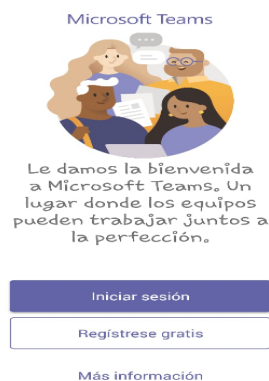 Microsoft Teams
Le damos la bienvenida
a Microsoft Teams. Un
lugar donde los equipos
pueden trabajar juntos a
la perfección.
Iniciar sesión
Regístrese gratis
Más información